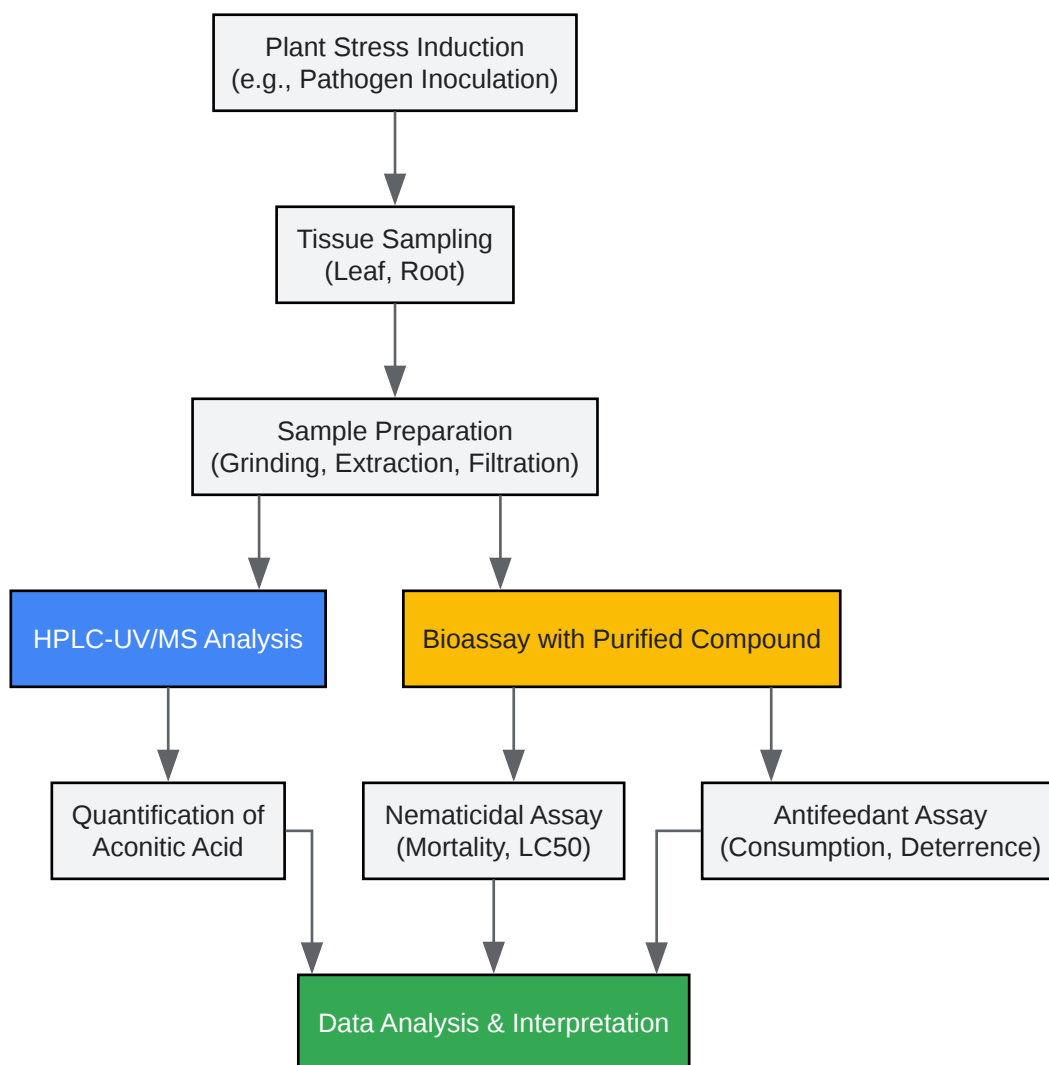 Plant Stress Induction
(e.g., Pathogen Inoculation)
Tissue Sampling
(Leaf, Root)
Sample Preparation
(Grinding, Extraction, Filtration)
HPLC-UV/MS Analysis
Bioassay with Purified Compound
Quantification of
Aconitic Acid
Nematicidal Assay
(Mortality, LC50)
Antifeedant Assay
(Consumption, Deterrence)
Data Analysis & Interpretation